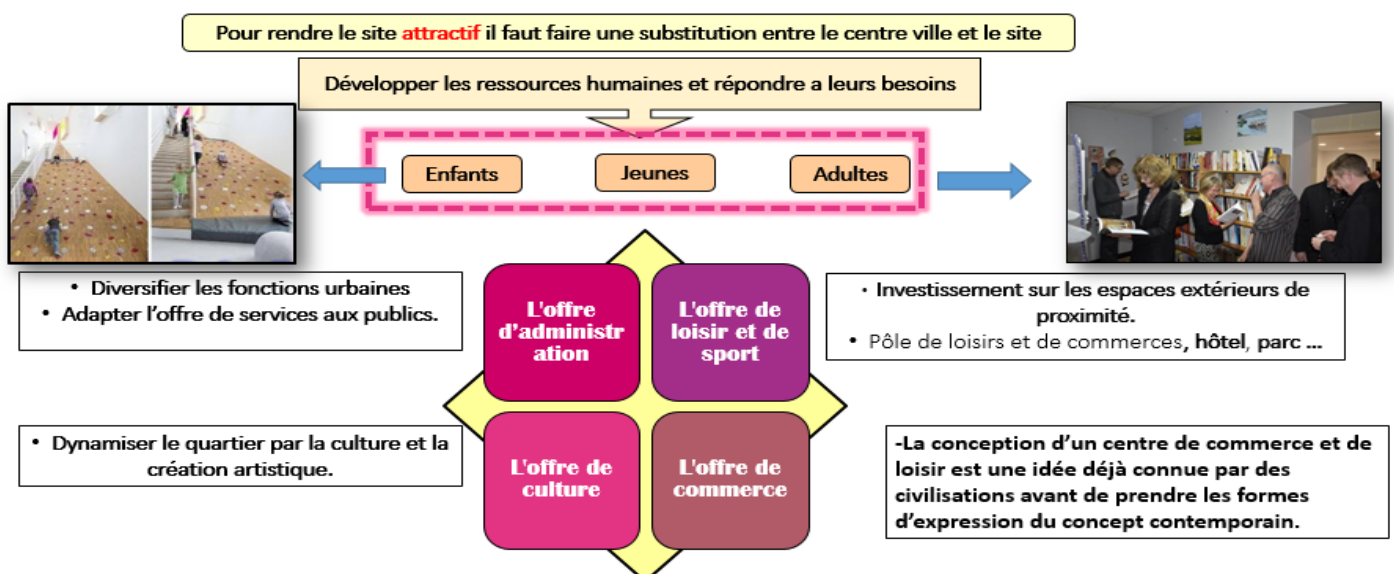 Pour rendre le site attractif il faut faire une substitution entre le centre ville et le site
Développer les ressources humaines et répondre a leurs besoins
Enfants
Jeunes
Adultes
• Diversifier les fonctions urbaines
• Adapter l’offre de services aux publics.
L'offre
d’administr
ation
L'offre de
loisir et de
sport
• Investissement sur les espaces extérieurs de
proximité.
• Pôle de loisirs et de commerces, hôtel, parc ...
• Dynamiser le quartier par la culture et la
création artistique.
L'offre de
culture
L'offre de
commerce
-La conception d’un centre de commerce et de
loisir est une idée déjà connue par des
civilisations avant de prendre les formes
d’expression du concept contemporain.